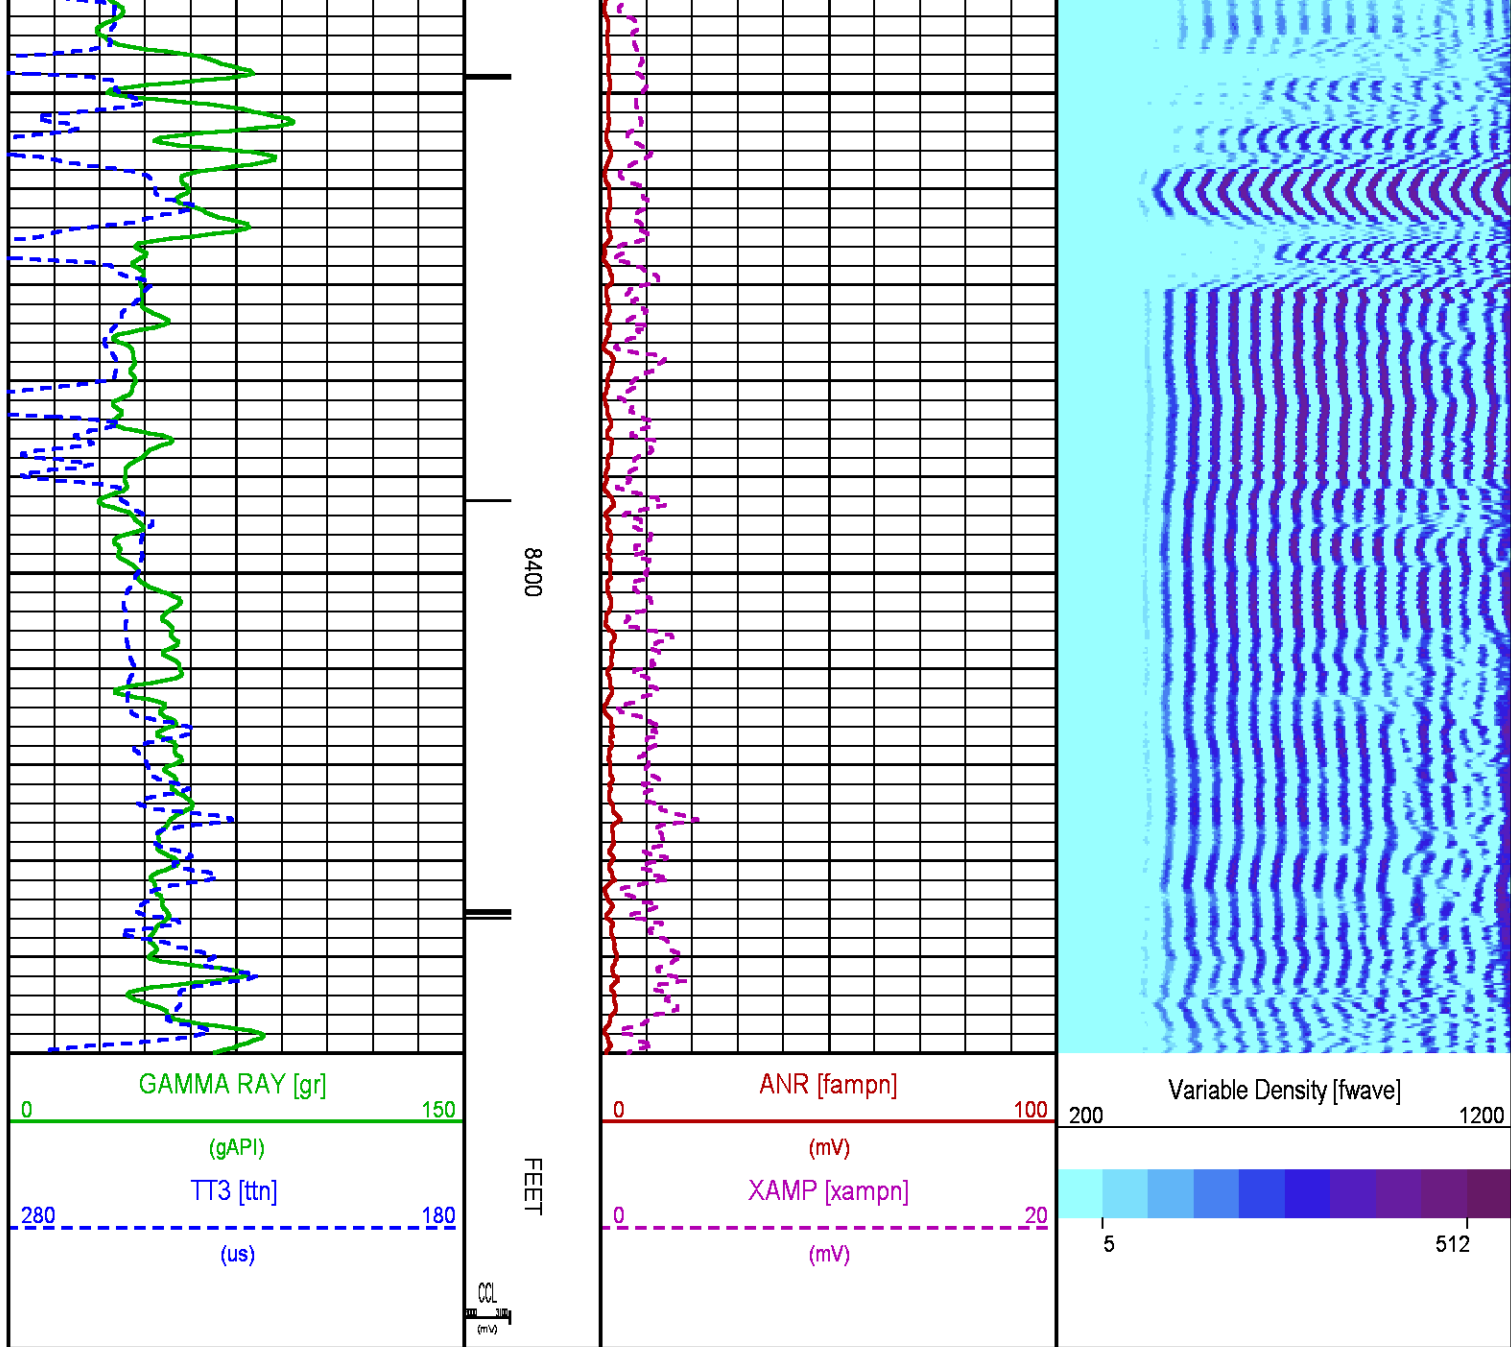 8400
GAMMA RAY [gr]
0 150
(gAPI)
TT3 [ttn]
280 180
(us)
FEET
CCL
(mV)
ANR [fampn]
0 100
(mV)
XAMP [xampn]
0 20
(mV)
Variable Density [fwave]
200 1200
5 512